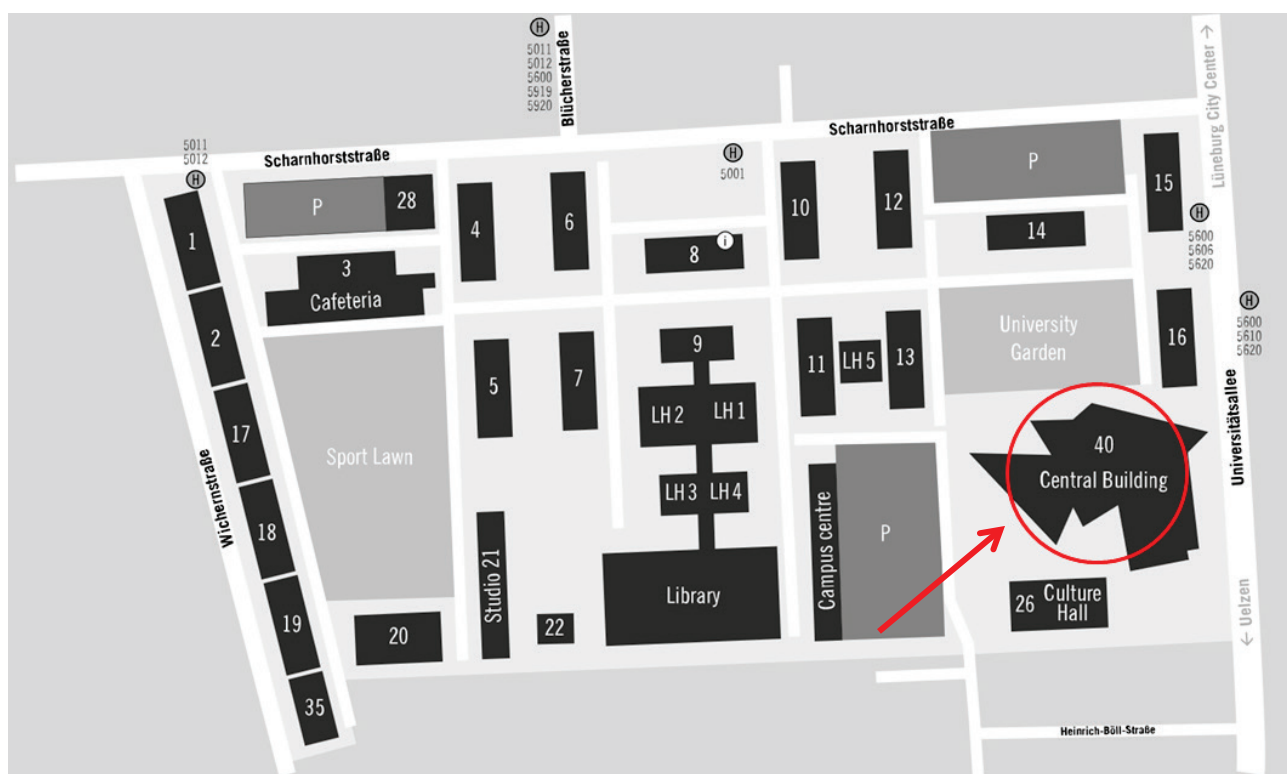 H
5011
5012
5600
5919
5920
Blücherstraße
Lüneburg City Center →
5011
5012
H
Scharnhorststraße
H
5001
Scharnhorststraße
P
28
4
6
10
12
P
15
1
3
Cafeteria
8
i
14
H
5600
5606
5620
2
5
7
9
11
LH 5
13
University
Garden
16
H
5600
5610
5620
LH 2
LH 1
17
Sport Lawn
LH 3
LH 4
40
Central Building
Universitätsallee
Wichernstraße
18
Studio 21
Library
Campus centre
P
19
20
22
26
Culture
Hall
← Uelzen
35
Heinrich-Böll-Straße